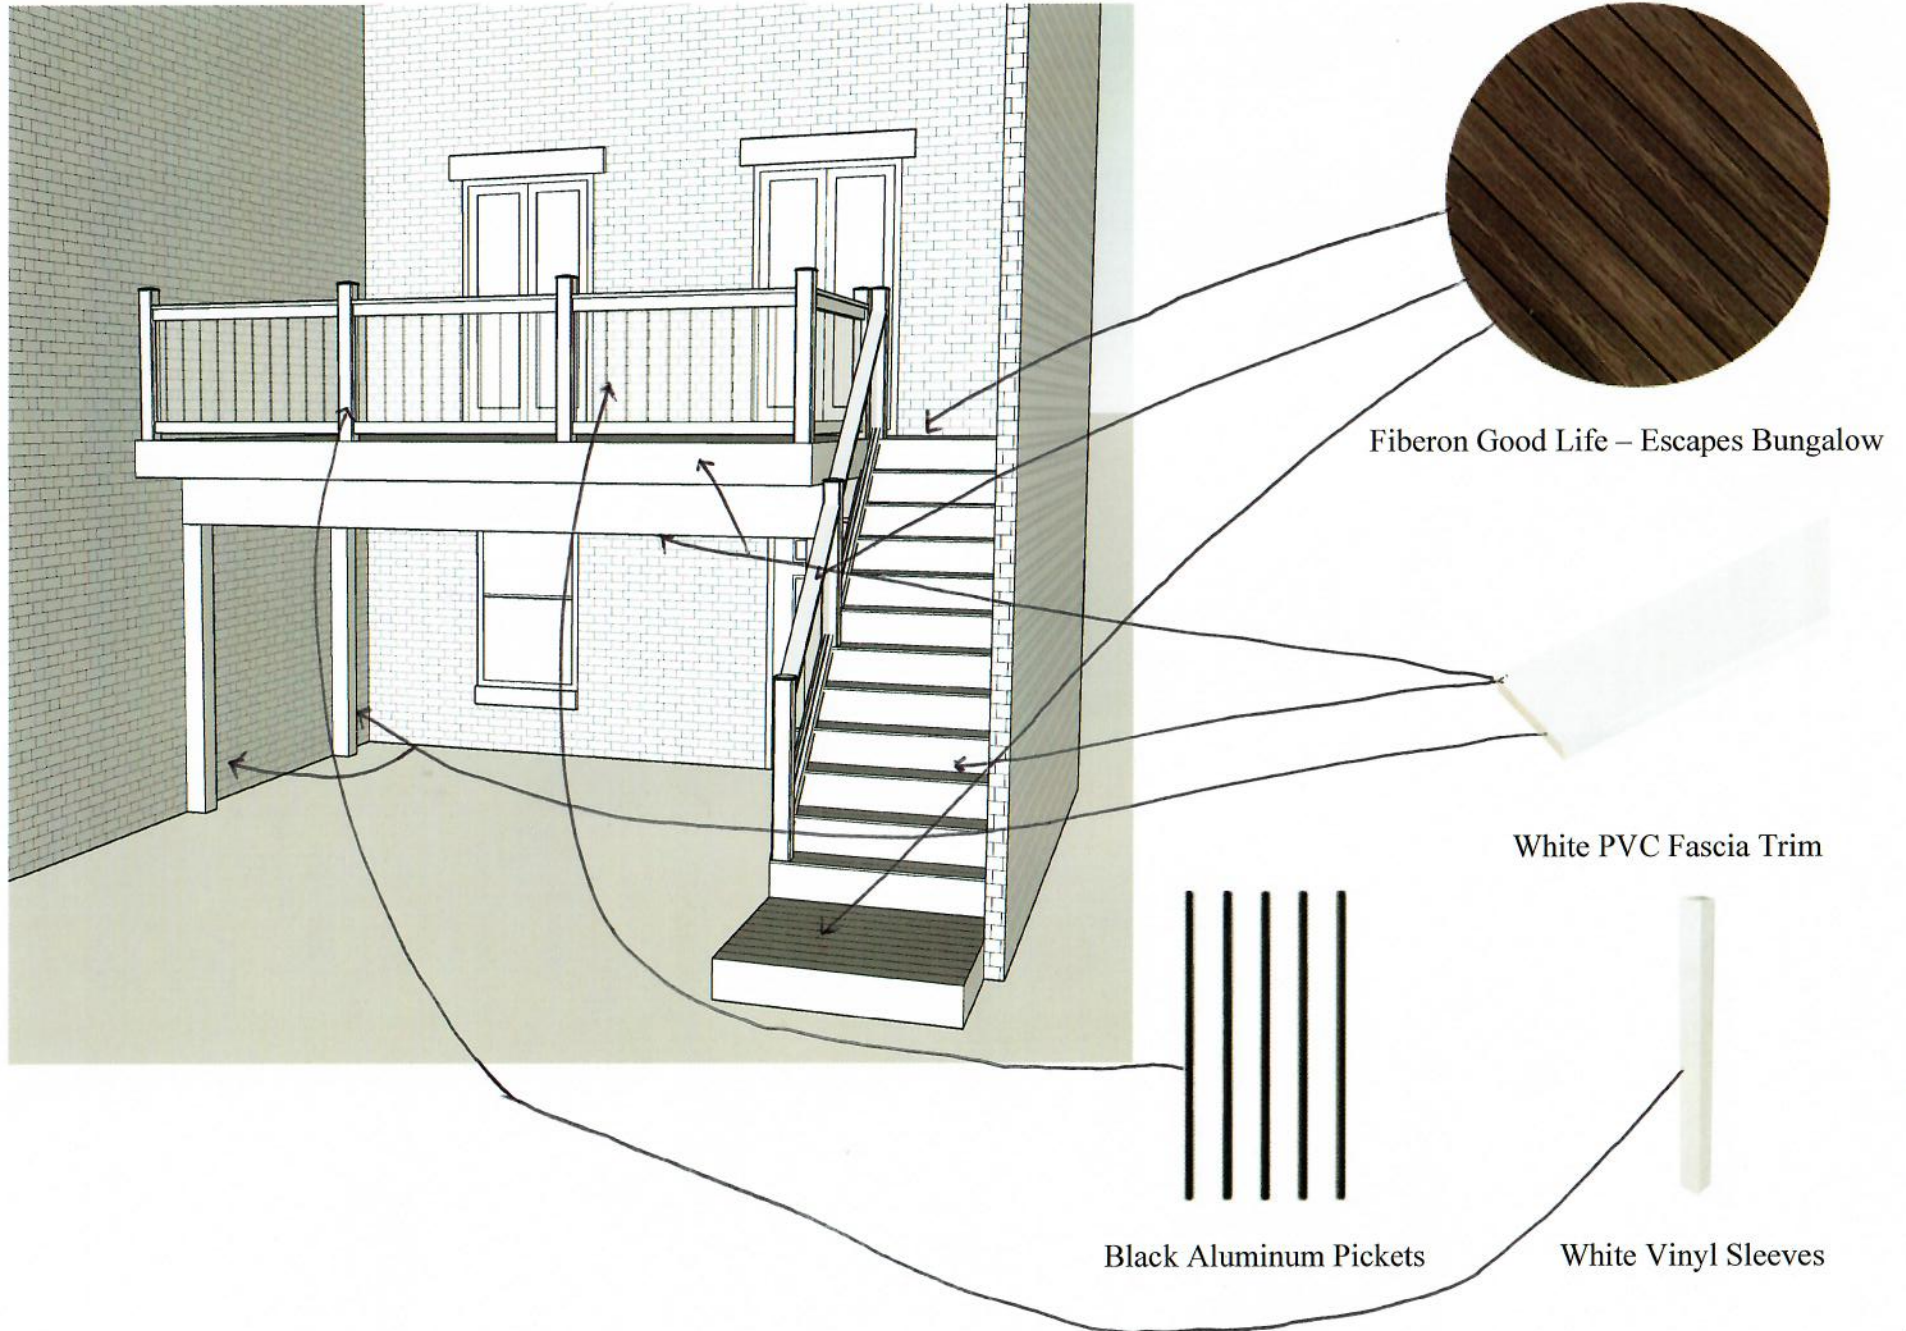 Fiberon Good Life – Escapes Bungalow
White PVC Fascia Trim
Black Aluminum Pickets
White Vinyl Sleeves